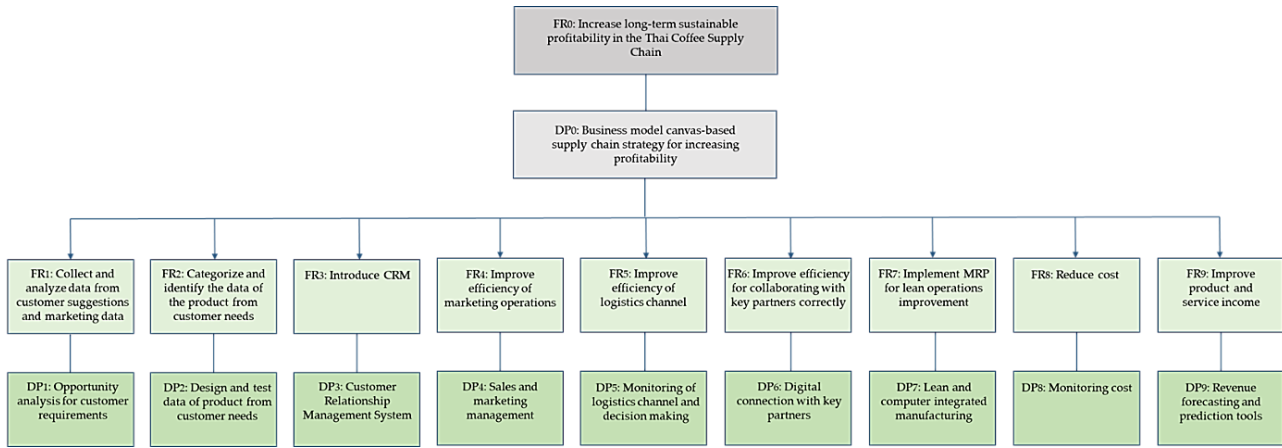 FR0: Increase long-term sustainable
profitability in the Thai Coffee Supply
Chain
DP0: Business model canvas-based
supply chain strategy for increasing
profitability
FR1: Collect and
analyze data from
customer suggestions
and marketing data
FR2: Categorize and
identify the data of
the product from
customer needs
FR3: Introduce CRM
FR4: Improve
efficiency of
marketing operations
FR5: Improve
efficiency of
logistics channel
FR6: Improve efficiency
for collaborating with
key partners correctly
FR7: Implement MRP
for lean operations
improvement
FR8: Reduce cost
FR9: Improve
product and
service income
DP1: Opportunity
analysis for customer
requirements
DP2: Design and test
data of product from
customer needs
DP3: Customer
Relationship
Management System
DP4: Sales and
marketing
management
DP5: Monitoring of
logistics channel and
decision making
DP6: Digital
connection with key
partners
DP7: Lean and
computer integrated
manufacturing
DP8: Monitoring cost
DP9: Revenue
forecasting and
prediction tools